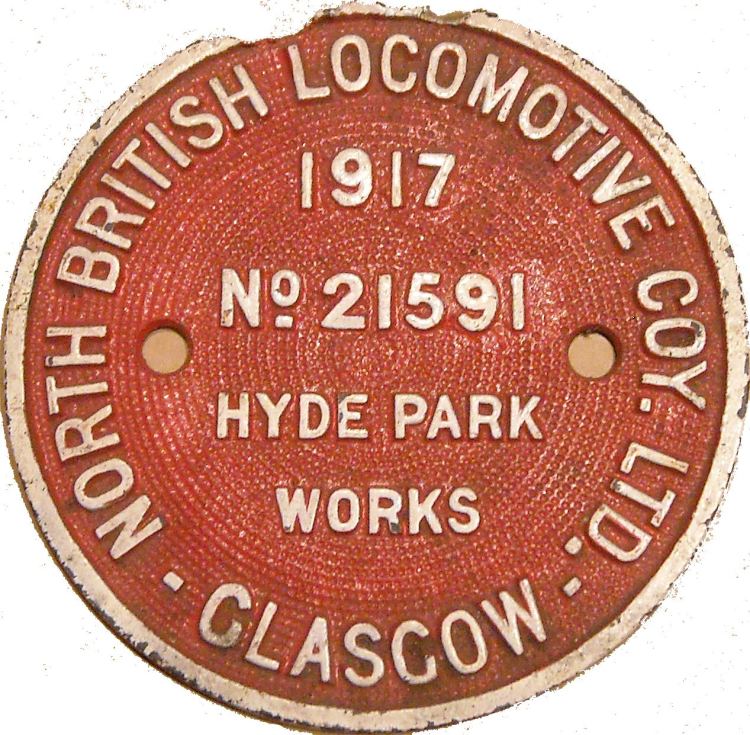 NORTH BRITISH LOCOMOTIVE COY. LTD.
1917
Nº 21591
HYDE PARK
WORKS
- GLASGOW -